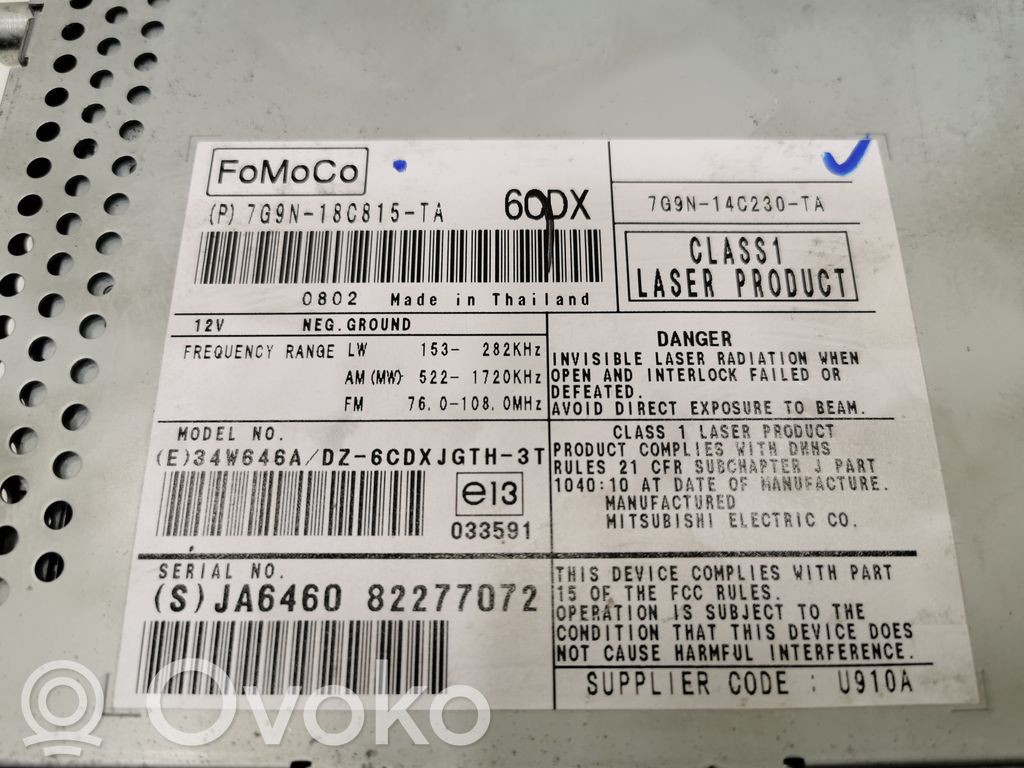 FoMoCo
(P) 7G9N-18C815-TA 60DX
0802 Made in Thailand
7G9N-14C230-TA
CLASS1
LASER PRODUCT
12V NEG.GROUND
FREQUENCY RANGE LW 153- 282KHz
AM(MW) 522- 1720KHz
FM 76.0-108.0MHz
DANGER
INVISIBLE LASER RADIATION WHEN
OPEN AND INTERLOCK FAILED OR
DEFEATED.
AVOID DIRECT EXPOSURE TO BEAM.
MODEL NO.
(E)34W646A/DZ-6CDXJGTH-3T
e13
033591
CLASS 1 LASER PRODUCT
PRODUCT COMPLIES WITH DHHS
RULES 21 CFR SUBCHAPTER J PART
1040:10 AT DATE OF MANUFACTURE.
MANUFACTURED
MITSUBISHI ELECTRIC CO.
SERIAL NO.
(S)JA6460 82277072
THIS DEVICE COMPLIES WITH PART
15 OF THE FCC RULES.
OPERATION IS SUBJECT TO THE
CONDITION THAT THIS DEVICE DOES
NOT CAUSE HARMFUL INTERFERENCE.
SUPPLIER CODE : U910A
Ovoko